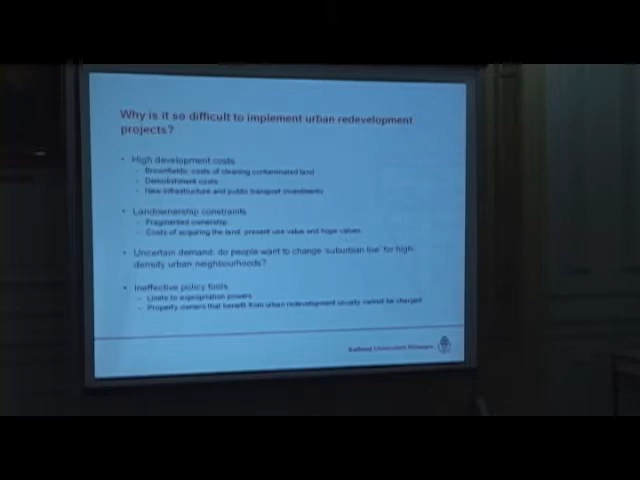 Why is it so difficult to implement urban redevelopment
projects?
• High development costs
- Brownfields: costs of cleaning contaminated land
- Demolishment costs
- New infrastructure and public transport investments
• Landownership constraints
- Fragmented ownership
- Costs of acquiring the land, present use value and hope values
• Uncertain demand: do people want to change 'suburban live' for high-
density urban neighbourhoods?
• Ineffective policy tools
- Limits to expropriation powers
- Property owners that benefit from urban redevelopment usually cannot be charged
Radboud Universiteit Nijmegen